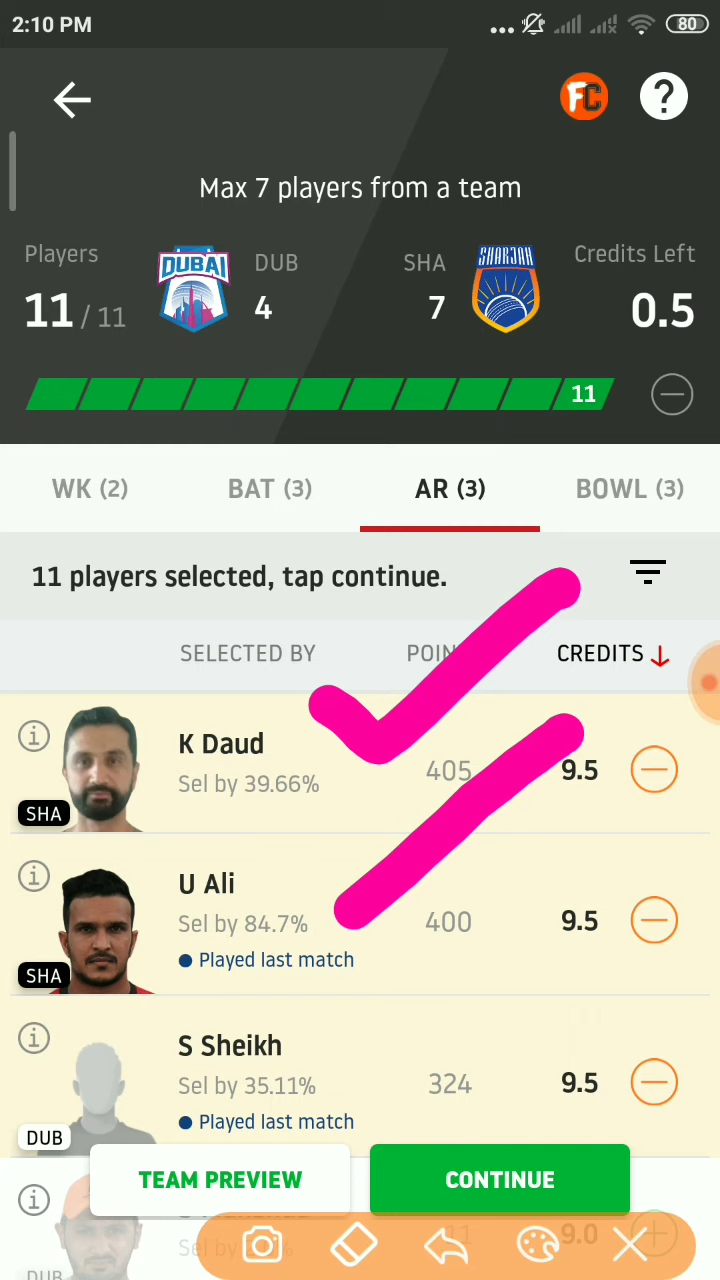 2:10 PM
80
FC
?
Max 7 players from a team
Players
11 / 11
DUBAI
DUB
4
SHA
7
SHARJAH
Credits Left
0.5
11
WK (2)
BAT (3)
AR (3)
BOWL (3)
11 players selected, tap continue.
SELECTED BY
CREDITS
K Daud
Sel by 39.66%
405
9.5
SHA
U Ali
Sel by 84.7%
Played last match
400
9.5
SHA
S Sheikh
Sel by 35.11%
Played last match
324
9.5
DUB
TEAM PREVIEW
CONTINUE
9.0
DUB